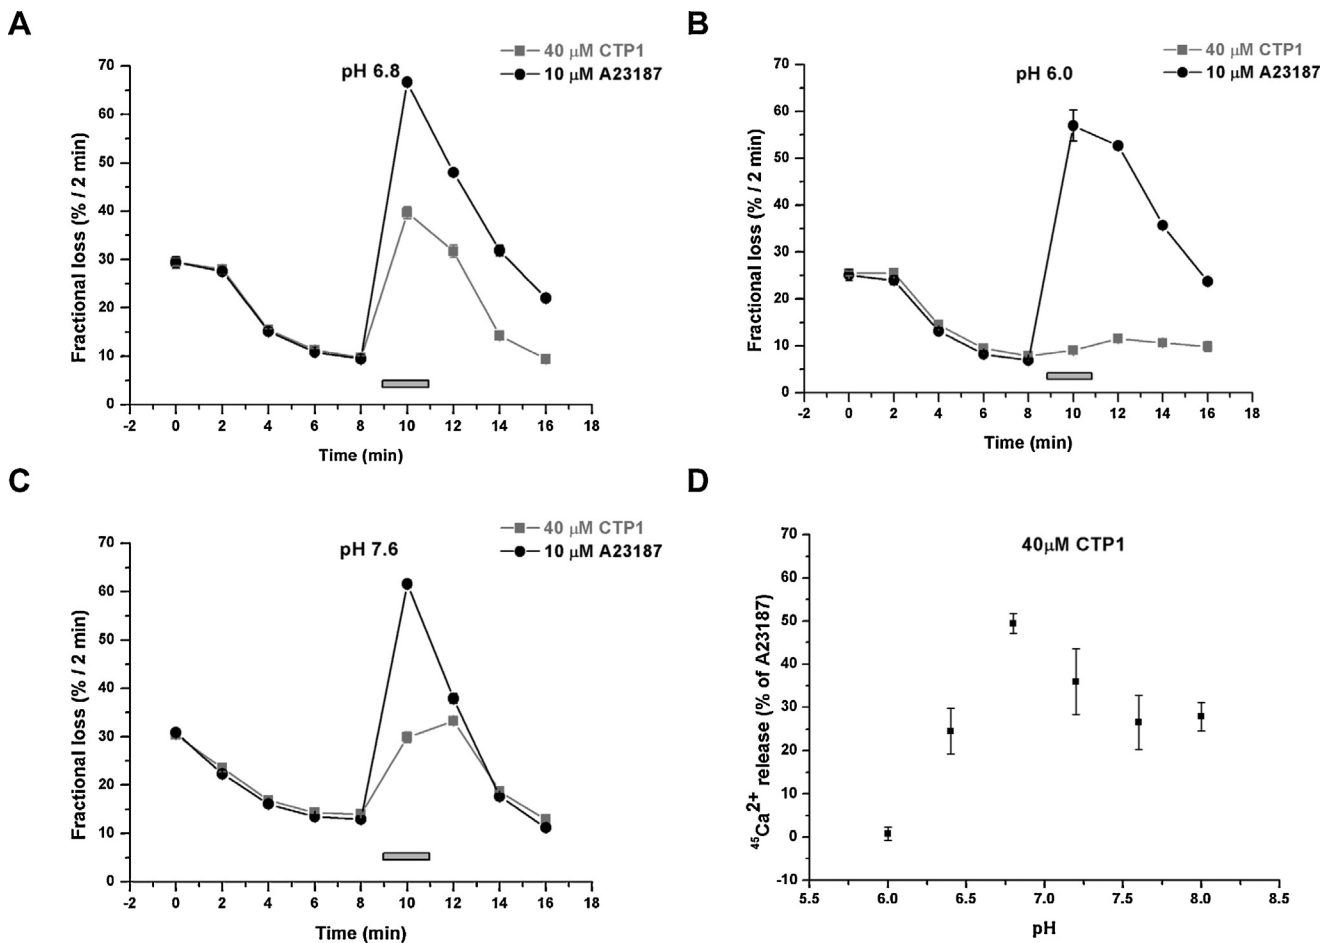 A
40 μM CTP1
10 μM A23187
pH 6.8
Fractional loss (% / 2 min)
70
60
50
40
30
20
10
0
-2 0 2 4 6 8 10 12 14 16 18
Time (min)
B
40 μM CTP1
10 μM A23187
pH 6.0
Fractional loss (% / 2 min)
70
60
50
40
30
20
10
0
-2 0 2 4 6 8 10 12 14 16 18
Time (min)
C
40 μM CTP1
10 μM A23187
pH 7.6
Fractional loss (% / 2 min)
70
60
50
40
30
20
10
0
-2 0 2 4 6 8 10 12 14 16 18
Time (min)
D
40μM CTP1
⁴⁵Ca²⁺ release (% of A23187)
70
60
50
40
30
20
10
0
-10
5.5 6.0 6.5 7.0 7.5 8.0 8.5
pH